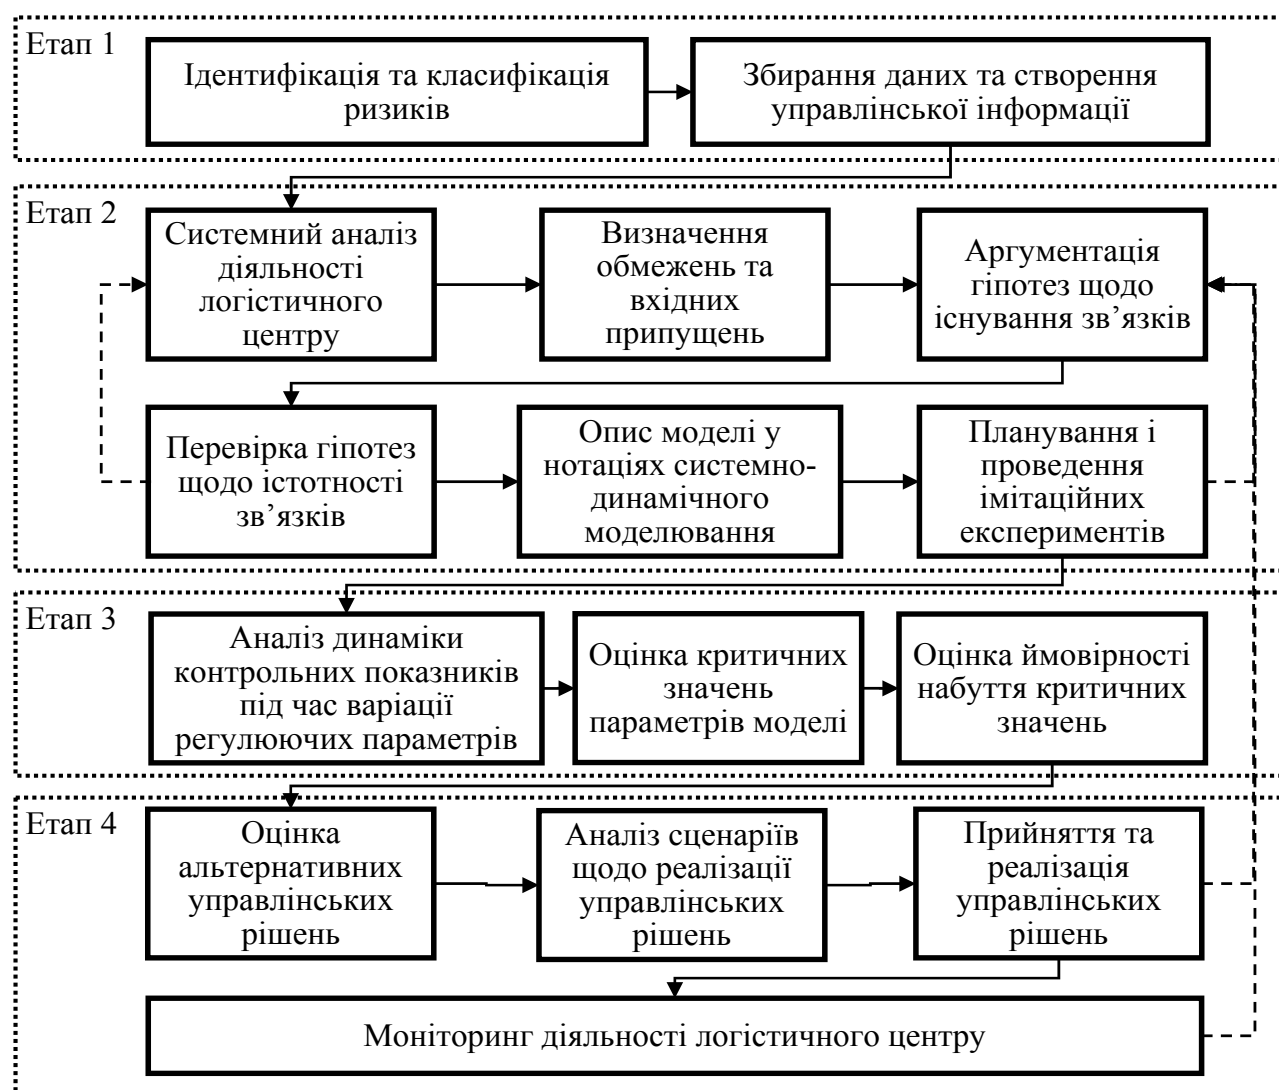 Етап 1
Ідентифікація та класифікація
ризиків
Збирання даних та створення
управлінської інформації
Етап 2
Системний аналіз
діяльності
логістичного
центру
Визначення
обмежень та
вхідних
припущень
Аргументація
гіпотез щодо
існування зв’язків
Перевірка гіпотез
щодо істотності
зв’язків
Опис моделі у
нотаціях системно-
динамічного
моделювання
Планування і
проведення
імітаційних
експериментів
Етап 3
Аналіз динаміки
контрольних показників
під час варіації
регулюючих параметрів
Оцінка критичних
значень
параметрів моделі
Оцінка ймовірності
набуття критичних
значень
Етап 4
Оцінка
альтернативних
управлінських
рішень
Аналіз сценаріїв
щодо реалізації
управлінських
рішень
Прийняття та
реалізація
управлінських
рішень
Моніторинг діяльності логістичного центру